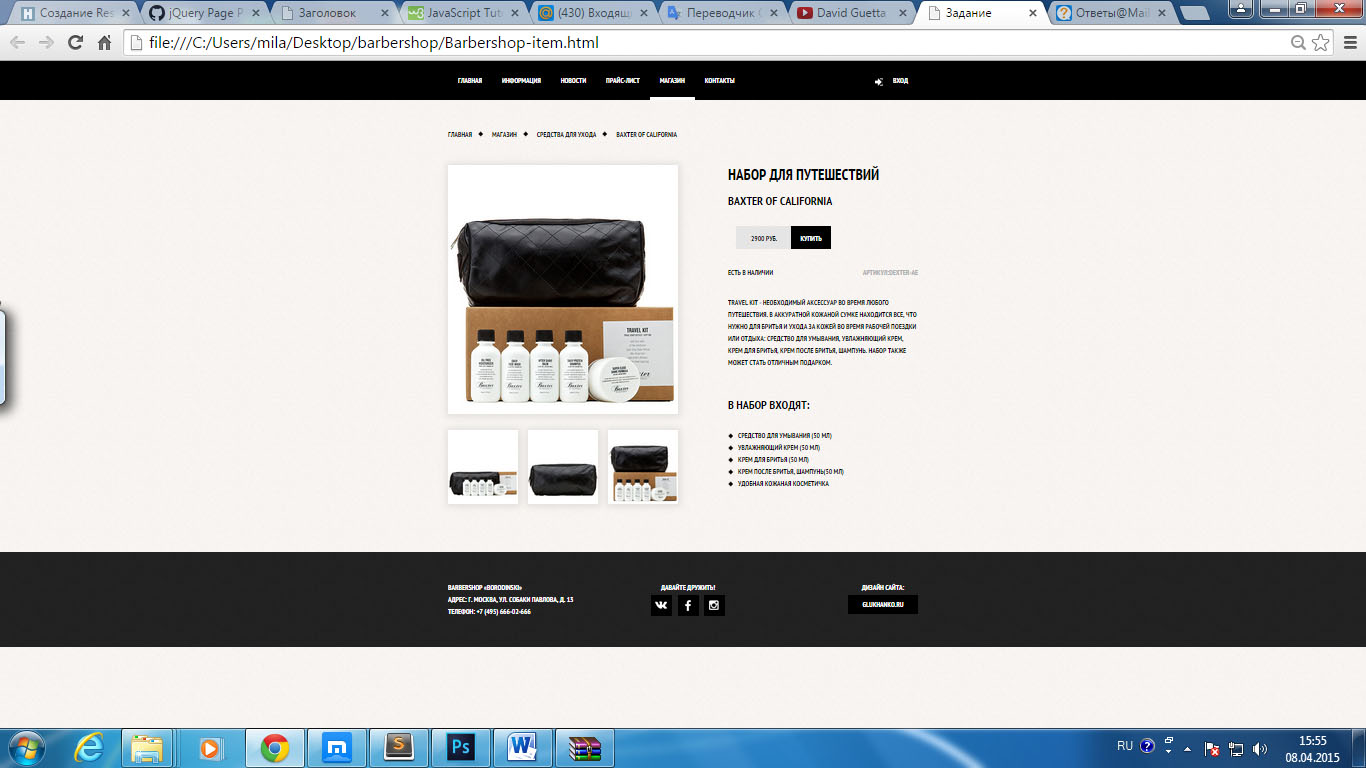 Создание Res
jQuery Page P
Заголовок
JavaScript Tut
(430) Входящ
Переводчик
David Guetta
Задание
Ответы@Mail
file:///C:/Users/mila/Desktop/barbershop/Barbershop-item.html
ГЛАВНАЯ ИНФОРМАЦИЯ НОВОСТИ ПРАЙС-ЛИСТ МАГАЗИН КОНТАКТЫ ВХОД
ГЛАВНАЯ МАГАЗИН СРЕДСТВА ДЛЯ УХОДА BAXTER OF CALIFORNIA
НАБОР ДЛЯ ПУТЕШЕСТВИЙ
BAXTER OF CALIFORNIA
2900 РУБ. КУПИТЬ
ЕСТЬ В НАЛИЧИИ АРТИКУЛ:DEXTER-AE
TRAVEL KIT - НЕОБХОДИМЫЙ АКСЕССУАР ВО ВРЕМЯ ЛЮБОГО
ПУТЕШЕСТВИЯ. В АККУРАТНОЙ КОЖАНОЙ СУМКЕ НАХОДИТСЯ ВСЕ, ЧТО
НУЖНО ДЛЯ БРИТЬЯ И УХОДА ЗА КОЖЕЙ ВО ВРЕМЯ РАБОЧЕЙ ПОЕЗДКИ
ИЛИ ОТДЫХА: СРЕДСТВО ДЛЯ УМЫВАНИЯ, УВЛАЖНЯЮЩИЙ КРЕМ,
КРЕМ ДЛЯ БРИТЬЯ, КРЕМ ПОСЛЕ БРИТЬЯ, ШАМПУНЬ. НАБОР ТАКЖЕ
МОЖЕТ СТАТЬ ОТЛИЧНЫМ ПОДАРКОМ.
TRAVEL KIT
Baxter
В НАБОР ВХОДЯТ:
СРЕДСТВО ДЛЯ УМЫВАНИЯ (50 МЛ)
УВЛАЖНЯЮЩИЙ КРЕМ (50 МЛ)
КРЕМ ДЛЯ БРИТЬЯ (50 МЛ)
КРЕМ ПОСЛЕ БРИТЬЯ, ШАМПУНЬ(50 МЛ)
УДОБНАЯ КОЖАНАЯ КОСМЕТИЧКА
BARBERSHOP «BORODINSKI»
АДРЕС: Г. МОСКВА, УЛ. СОБАКИ ПАВЛОВА, Д. 13
ТЕЛЕФОН: +7 (495) 666-02-666
ДАВАЙТЕ ДРУЖИТЬ!
ДИЗАЙН САЙТА:
GLUKHANKO.RU
RU
15:55
08.04.2015